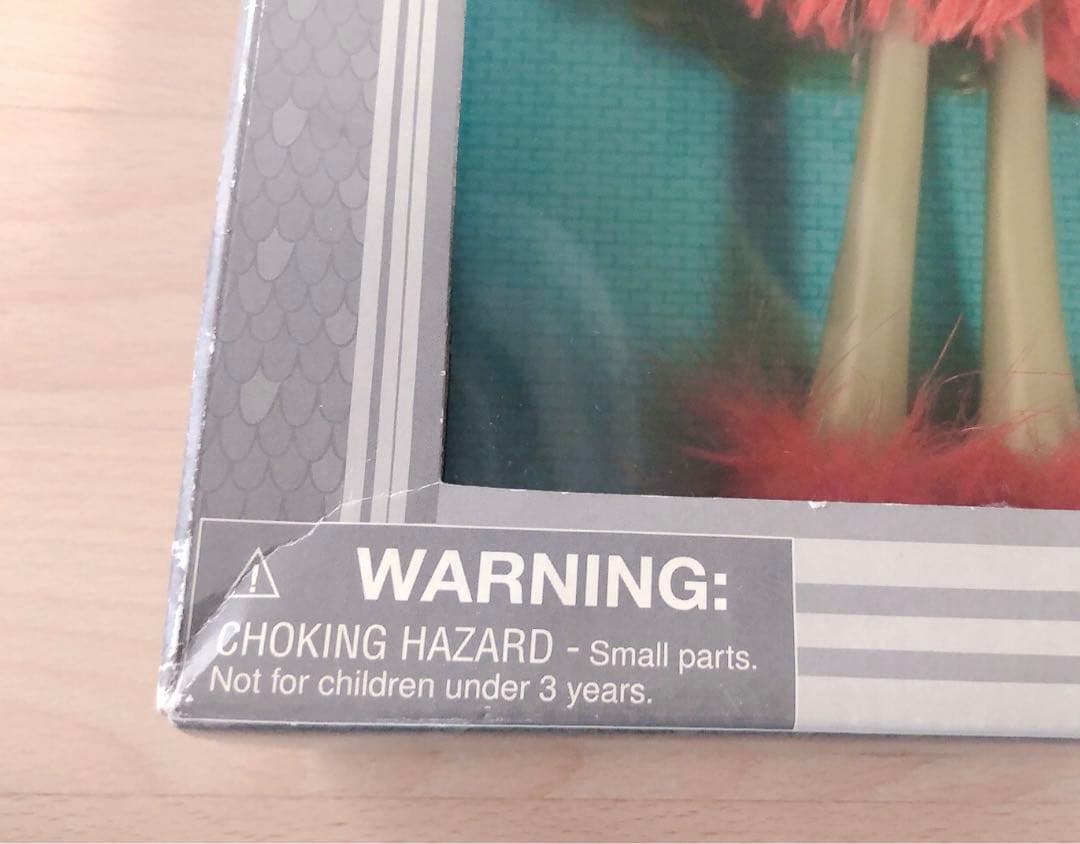 WARNING:
CHOKING HAZARD - Small parts.
Not for children under 3 years.